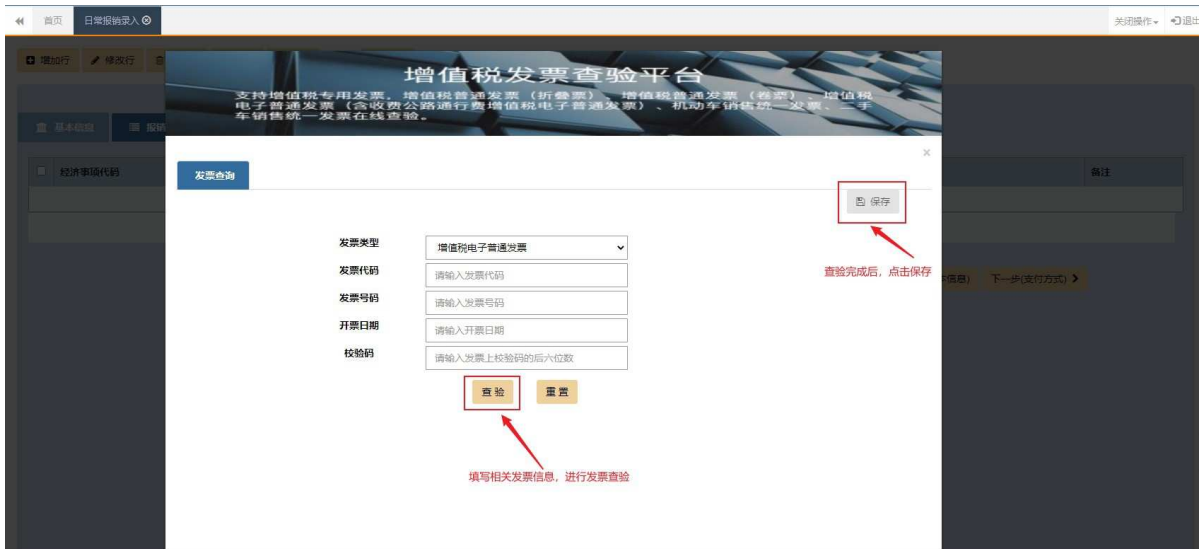 首页
日常报销录入
关闭操作
退出
增加行
修改行
增值税发票查验平台
支持增值税专用发票、增值税普通发票（折叠票）、增值税普通发票（卷票）、增值税
电子普通发票（含收费公路通行费增值税电子普通发票）、机动车销售统一发票、二手
车销售统一发票在线查验。
基本信息
报销
×
经济事项代码
发票查询
备注
保存
发票类型
增值税电子普通发票
发票代码
请输入发票代码
查验完成后，点击保存
信息)
下一步(支付方式)
发票号码
请输入发票号码
开票日期
请输入开票日期
校验码
请输入发票上校验码的后六位数
查验
重置
填写相关发票信息，进行发票查验